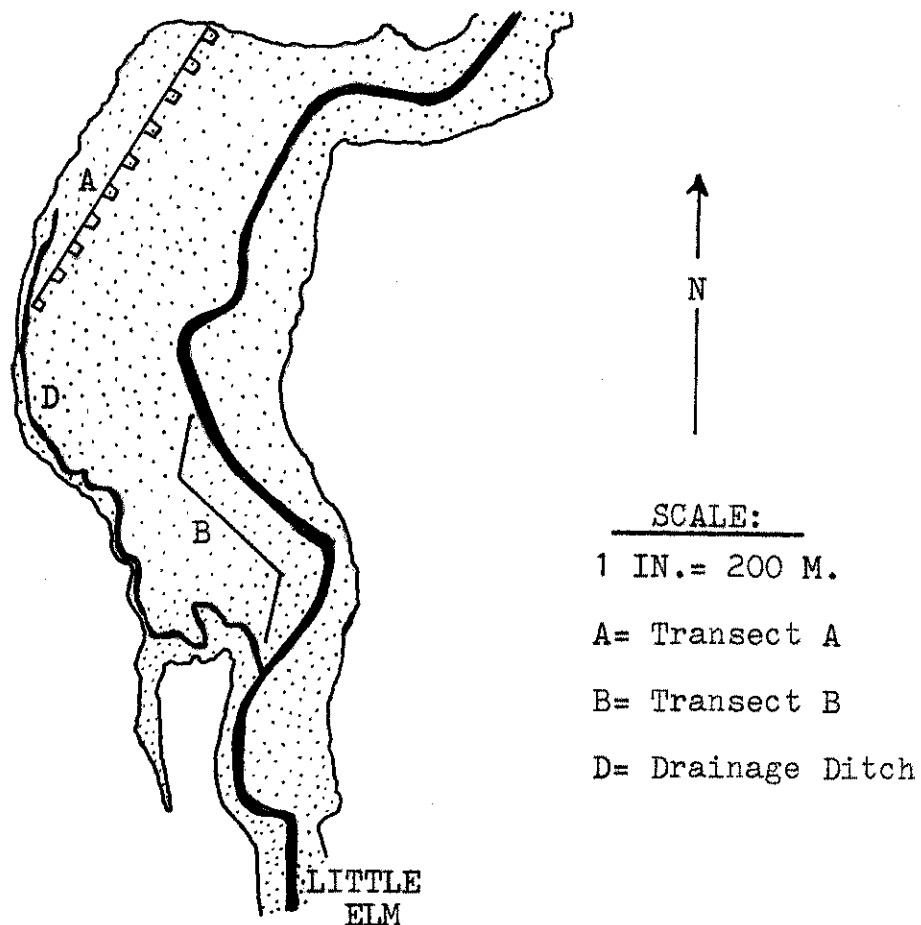 A
N
D
B
SCALE:
1 IN.= 200 M.
A= Transect A
B= Transect B
D= Drainage Ditch
LITTLE
ELM